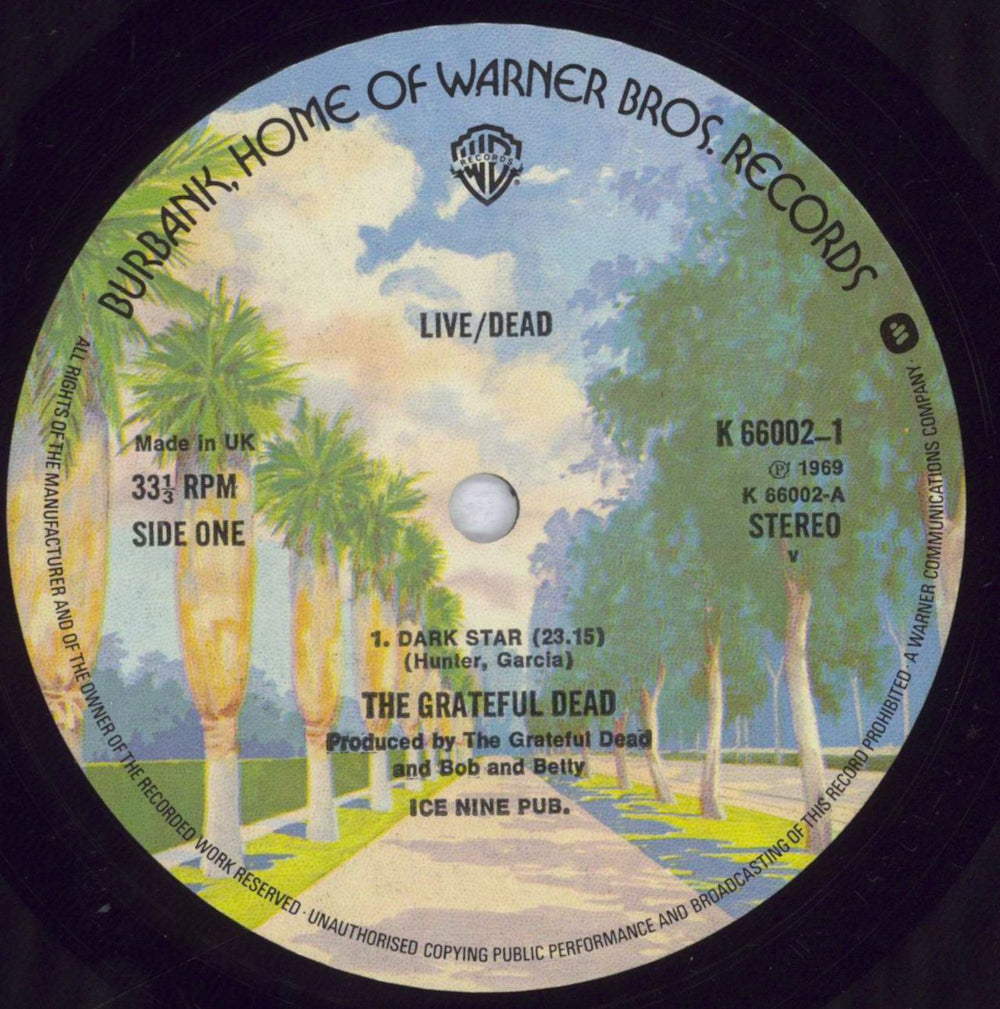 BURBANK, HOME OF WARNER BROS. RECORDS
RECORDS
LIVE/DEAD
Made in UK
33⅓ RPM
SIDE ONE
K 66002–1
Ⓟ 1969
K 66002-A
STEREO
v
1. DARK STAR (23.15)
(Hunter, Garcia)
THE GRATEFUL DEAD
Produced by The Grateful Dead
and Bob and Betty
ICE NINE PUB.
ALL RIGHTS OF THE MANUFACTURER AND OF THE OWNER OF THE RECORDED WORK RESERVED · UNAUTHORISED COPYING PUBLIC PERFORMANCE AND BROADCASTING OF THIS RECORD PROHIBITED · A WARNER COMMUNICATIONS COMPANY.